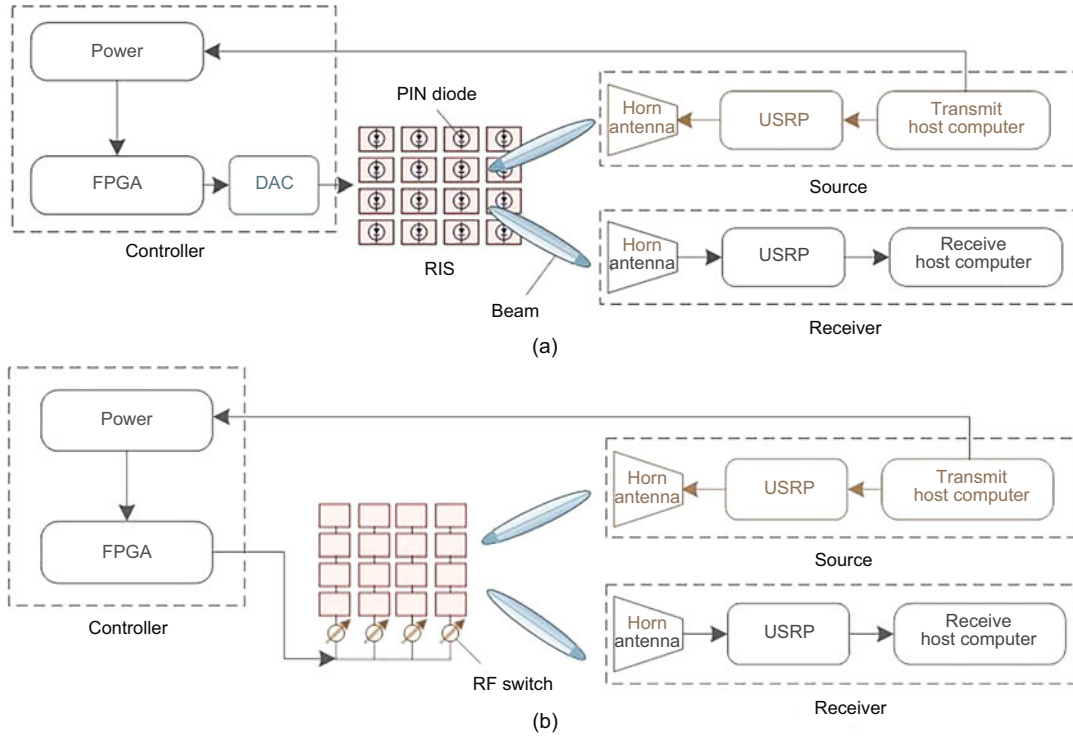 Power
PIN diode
Horn
antenna
USRP
Transmit
host computer
FPGA
DAC
Source
Controller
RIS
Horn
antenna
USRP
Receive
host computer
Beam
Receiver
(a)
Power
Horn
antenna
USRP
Transmit
host computer
FPGA
Source
Controller
Horn
antenna
USRP
Receive
host computer
RF switch
Receiver
(b)